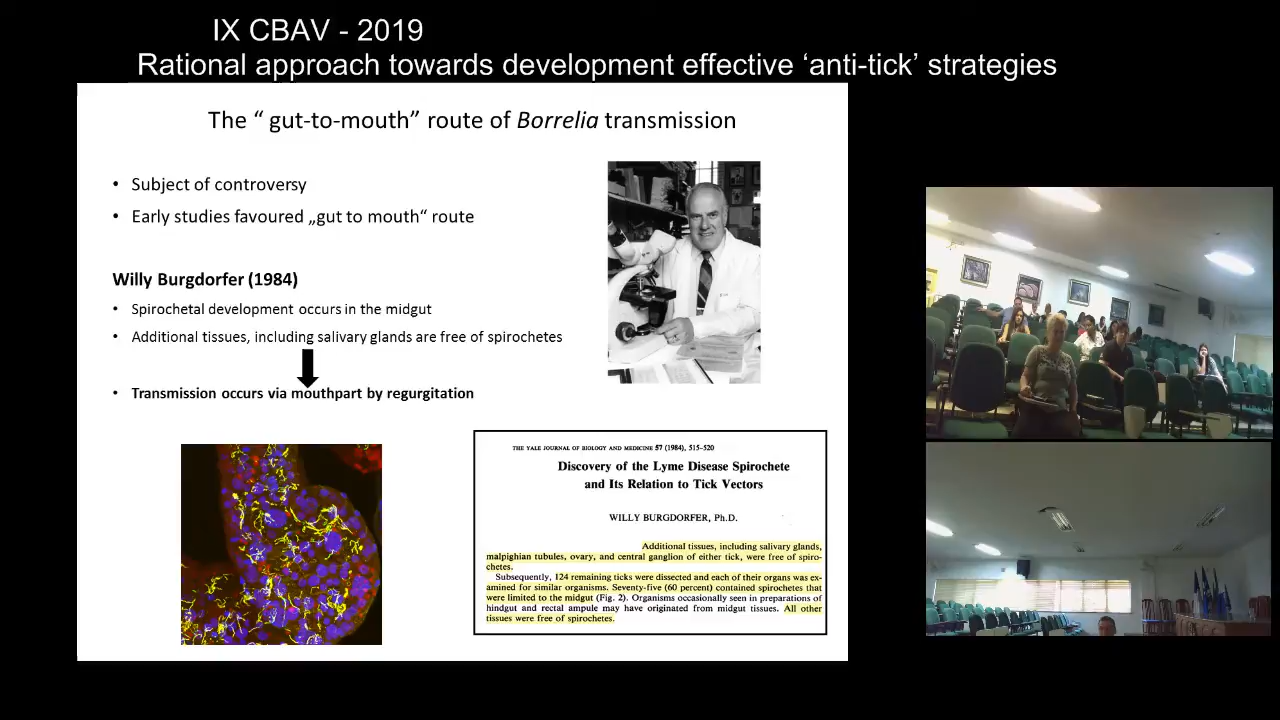 IX CBAV - 2019
Rational approach towards development effective ‘anti-tick’ strategies
The “ gut-to-mouth” route of Borrelia transmission
• Subject of controversy
• Early studies favoured „gut to mouth“ route
Willy Burgdorfer (1984)
• Spirochetal development occurs in the midgut
• Additional tissues, including salivary glands are free of spirochetes
• Transmission occurs via mouthpart by regurgitation
THE YALE JOURNAL OF BIOLOGY AND MEDICINE 57 (1984), 515-520
Discovery of the Lyme Disease Spirochete
and Its Relation to Tick Vectors
WILLY BURGDORFER, Ph.D.
Additional tissues, including salivary glands,
malpighian tubules, ovary, and central ganglion of either tick, were free of spiro-
chetes.
Subsequently, 124 remaining ticks were dissected and each of their organs was ex-
amined for similar organisms. Seventy-five (60 percent) contained spirochetes that
were limited to the midgut (Fig. 2). Organisms occasionally seen in preparations of
hindgut and rectal ampule may have originated from midgut tissues. All other
tissues were free of spirochetes.